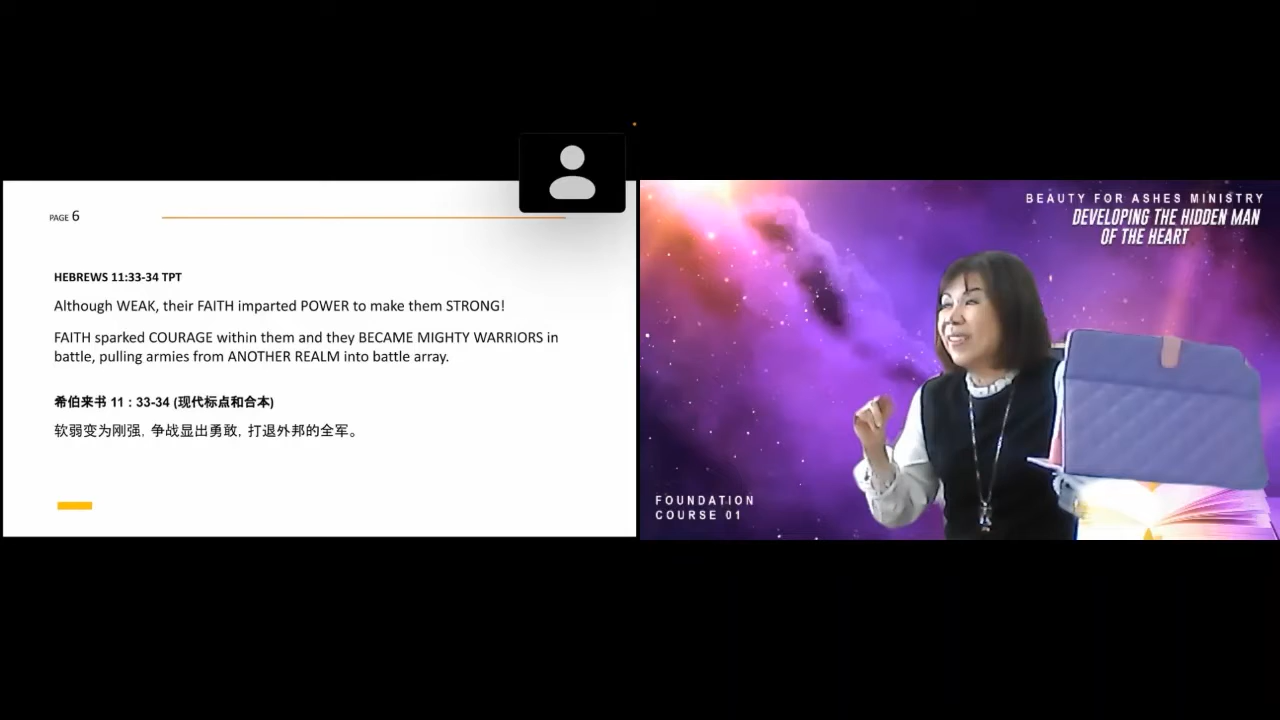 PAGE 6
HEBREWS 11:33-34 TPT
Although WEAK, their FAITH imparted POWER to make them STRONG!
FAITH sparked COURAGE within them and they BECAME MIGHTY WARRIORS in
battle, pulling armies from ANOTHER REALM into battle array.
希伯来书 11：33-34 (现代标点和合本)
软弱变为刚强, 争战显出勇敢, 打退外邦的全军。
BEAUTY FOR ASHES MINISTRY
DEVELOPING THE HIDDEN MAN
OF THE HEART
FOUNDATION
COURSE 01